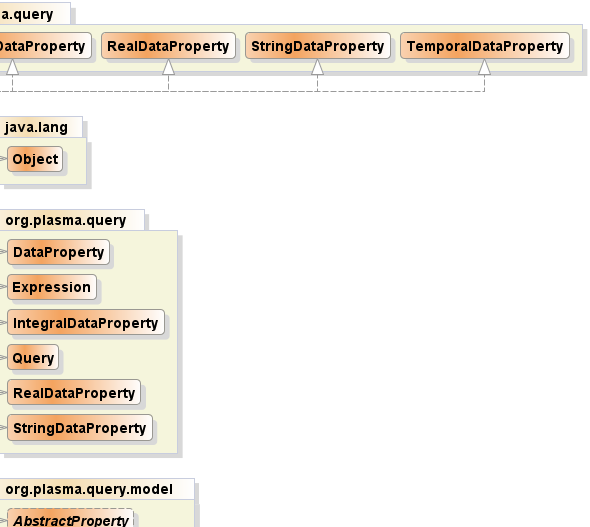 a.query
DataProperty
RealDataProperty
StringDataProperty
TemporalDataProperty
java.lang
Object
org.plasma.query
DataProperty
Expression
IntegralDataProperty
Query
RealDataProperty
StringDataProperty
org.plasma.query.model
AbstractProperty